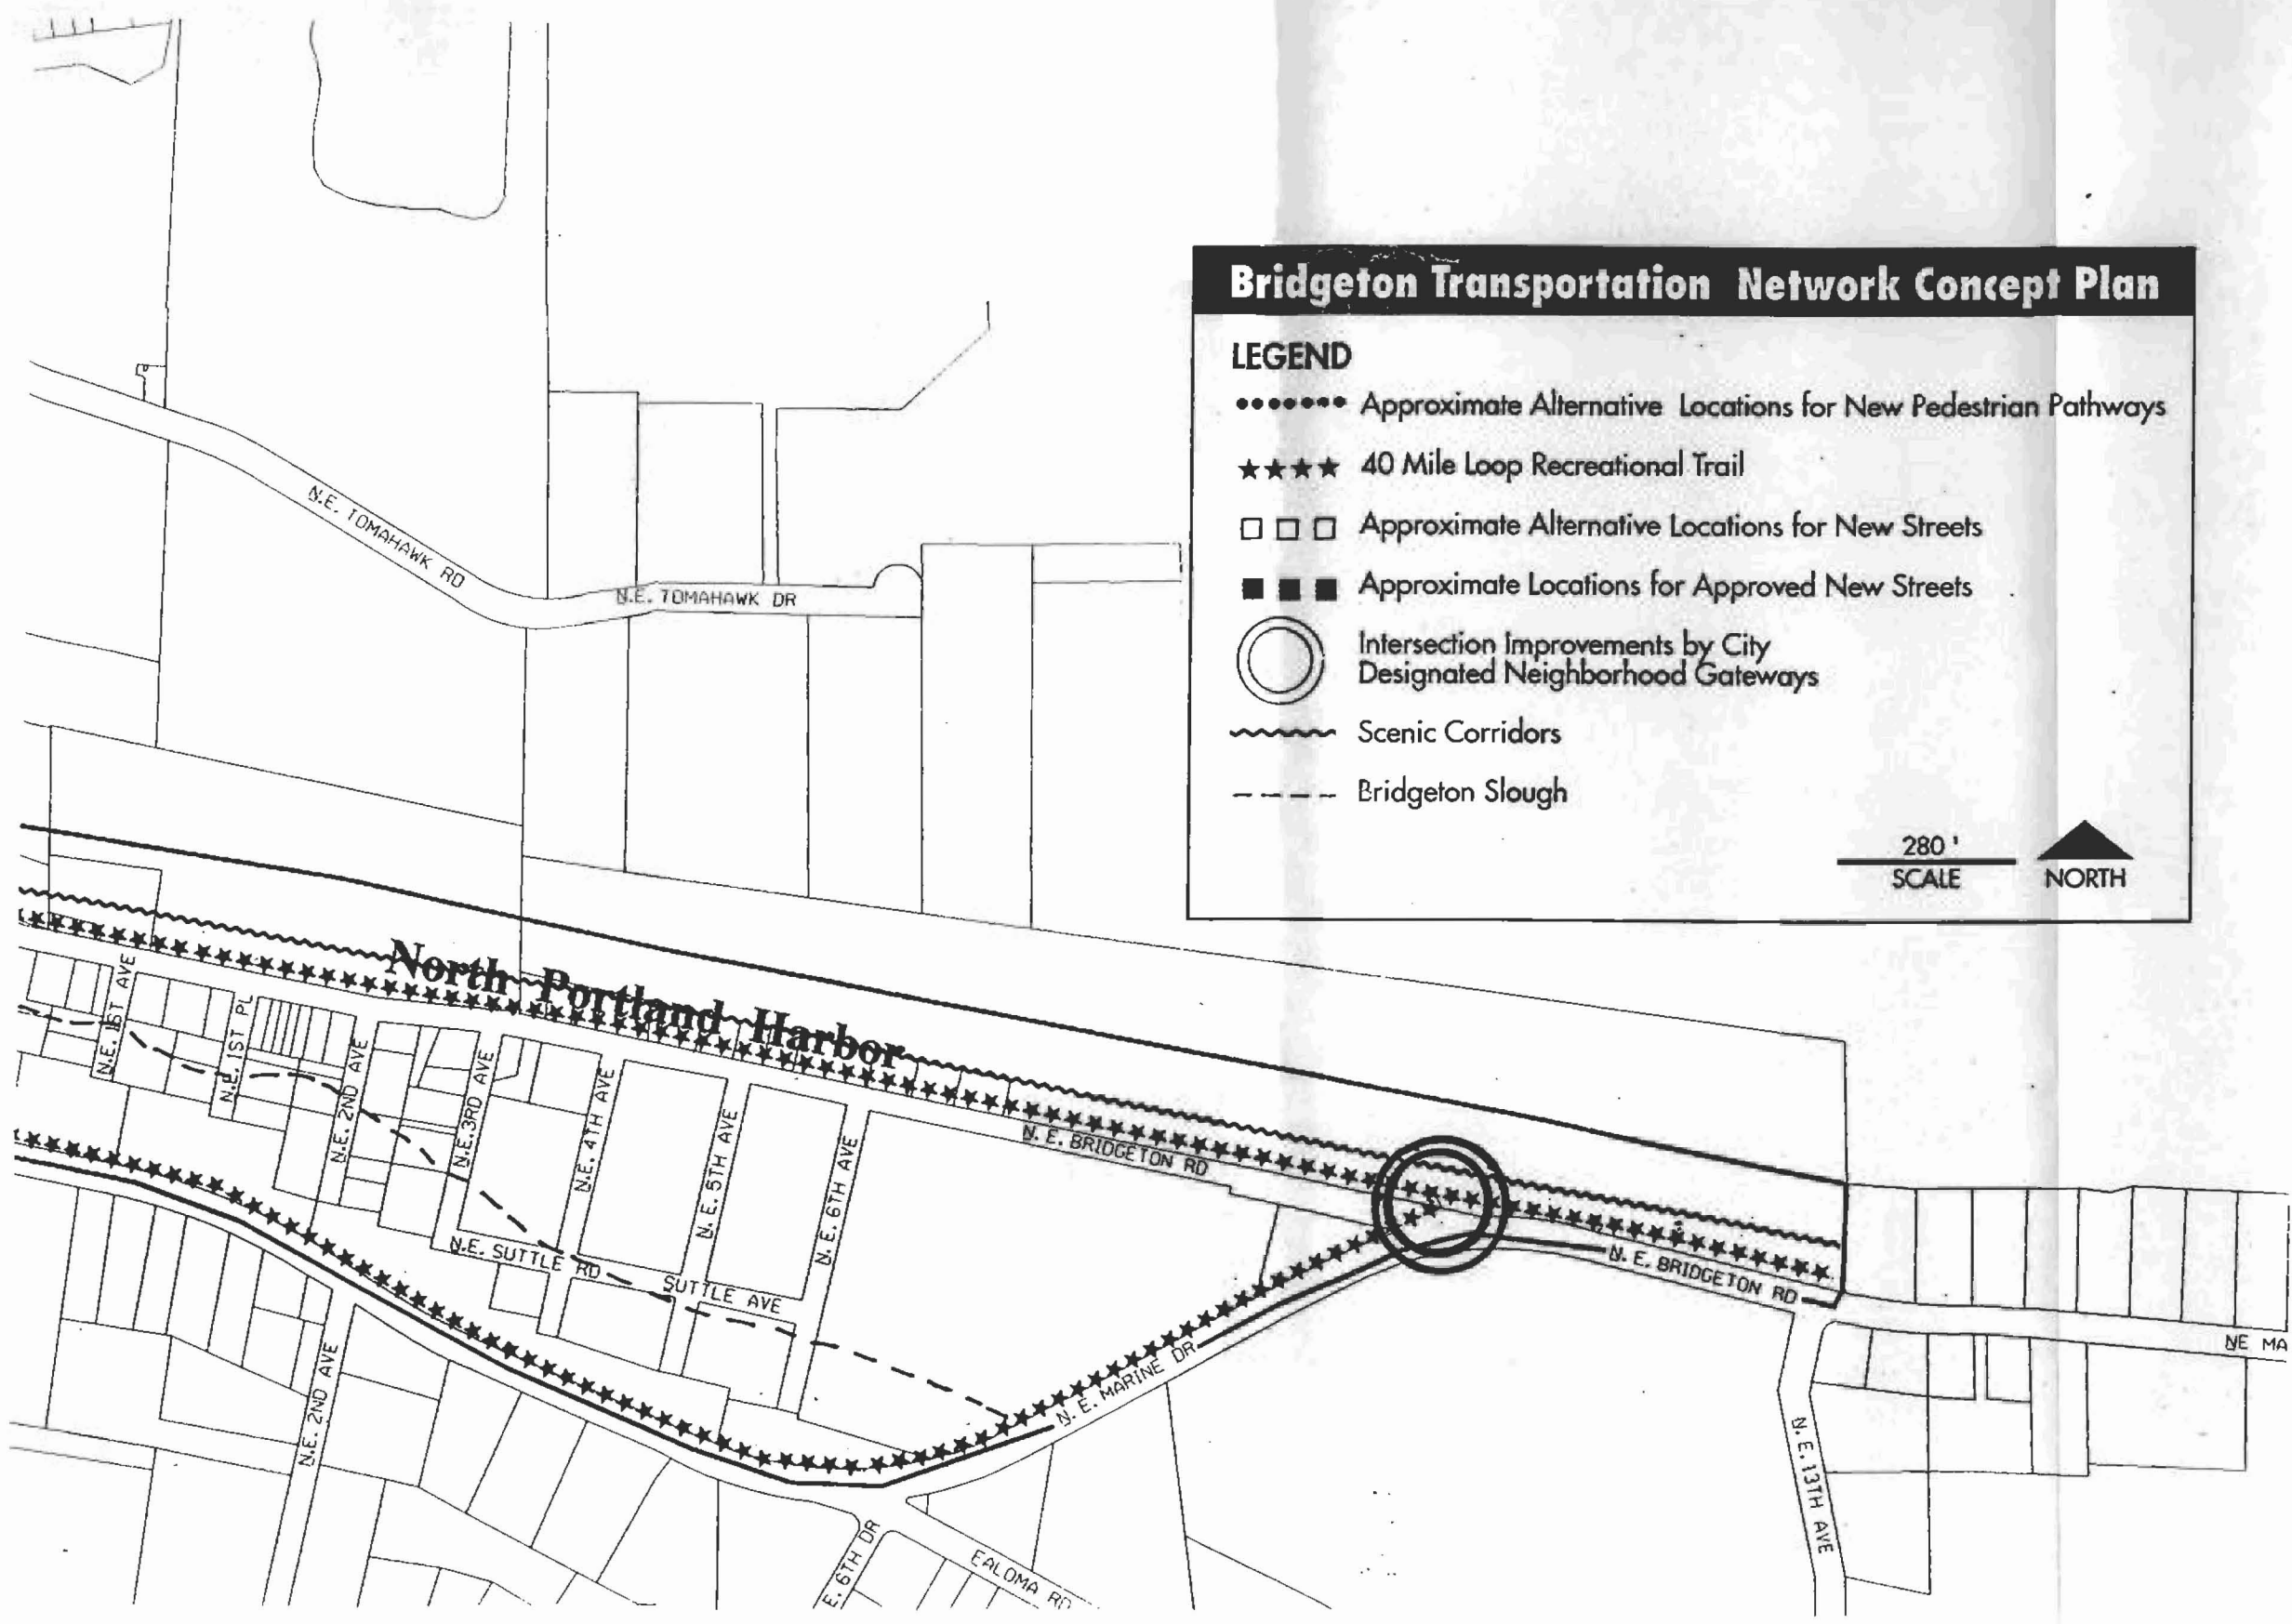 Bridgeton Transportation Network Concept Plan
LEGEND
Approximate Alternative Locations for New Pedestrian Pathways
40 Mile Loop Recreational Trail
Approximate Alternative Locations for New Streets
Approximate Locations for Approved New Streets
Intersection Improvements by City
Designated Neighborhood Gateways
Scenic Corridors
Bridgeton Slough
280 '
SCALE
NORTH
N.E. TOMAHAWK RD
N.E. TOMAHAWK DR
North Portland Harbor
N.E. 1ST AVE
N.E. 1ST PL
N.E. 2ND AVE
N.E. 3RD AVE
N.E. 4TH AVE
N. E. 5TH AVE
N. E. 6TH AVE
N. E. BRIDGETON RD
N. E. BRIDGETON RD
N.E. SUTTLE RD
SUTTLE AVE
N. E. MARINE DR
NE MA
N.E. 2ND AVE
N. E. 13TH AVE
E. 6TH DR
EALOMA RD